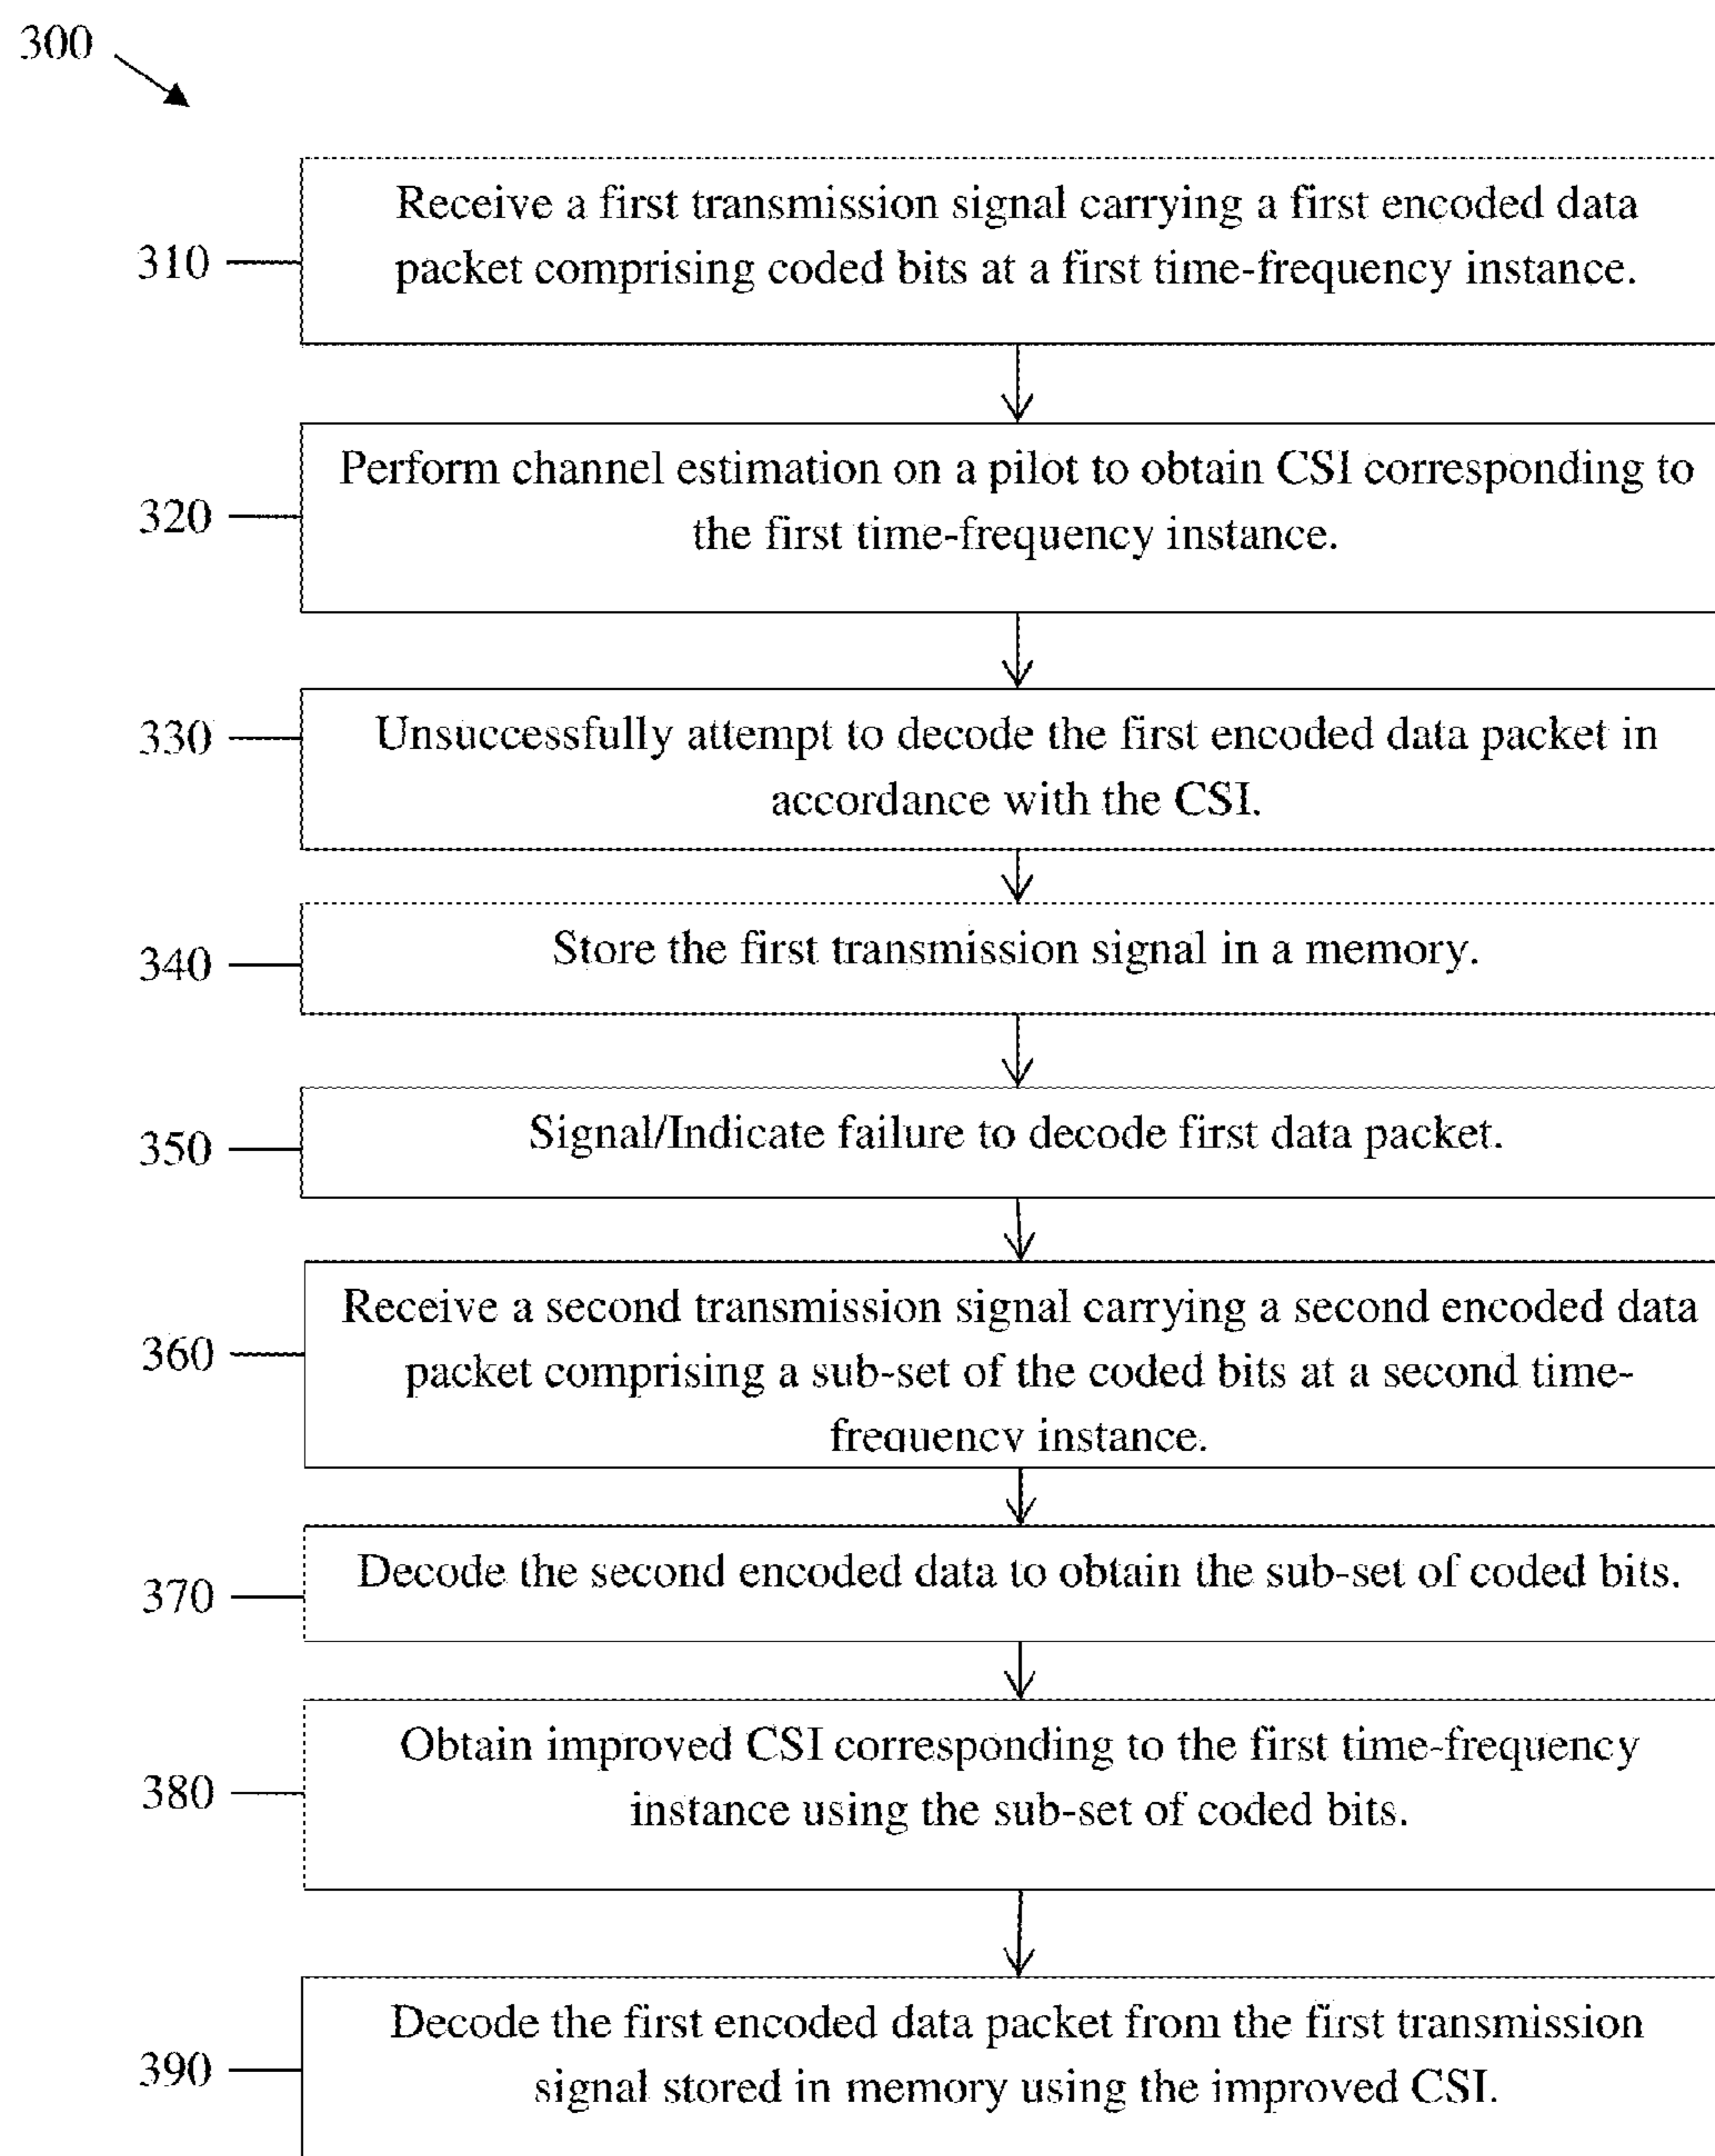 300
310
Receive a first transmission signal carrying a first encoded data
packet comprising coded bits at a first time-frequency instance.
320
Perform channel estimation on a pilot to obtain CSI corresponding to
the first time-frequency instance.
330
Unsuccessfully attempt to decode the first encoded data packet in
accordance with the CSI.
340
Store the first transmission signal in a memory.
350
Signal/Indicate failure to decode first data packet.
360
Receive a second transmission signal carrying a second encoded data
packet comprising a sub-set of the coded bits at a second time-
frequency instance.
370
Decode the second encoded data to obtain the sub-set of coded bits.
380
Obtain improved CSI corresponding to the first time-frequency
instance using the sub-set of coded bits.
390
Decode the first encoded data packet from the first transmission
signal stored in memory using the improved CSI.